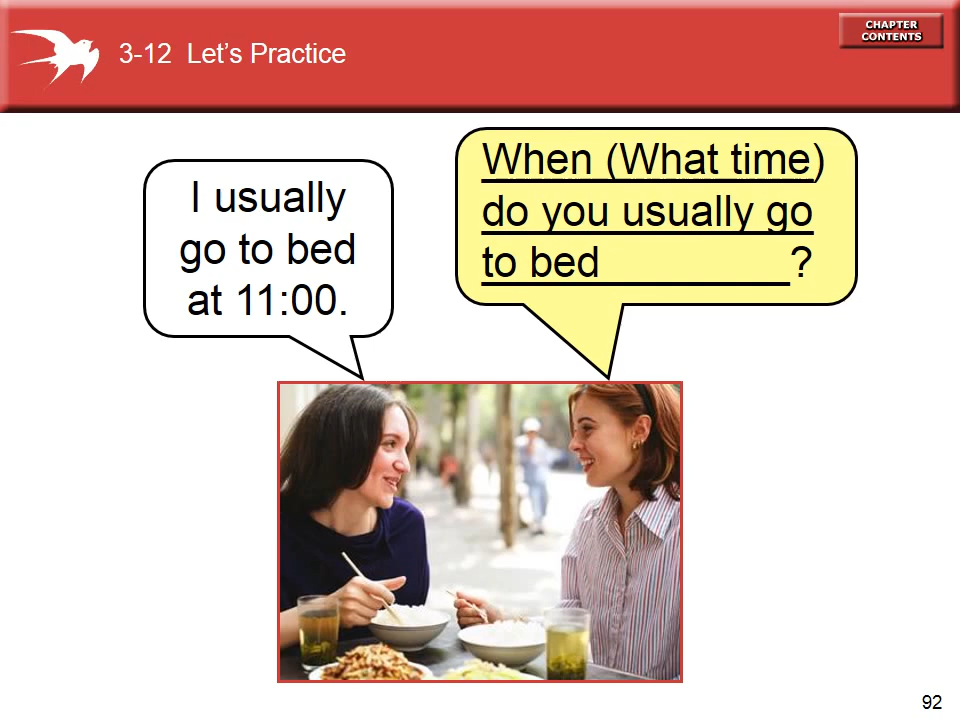 3-12 Let’s Practice
CHAPTER
CONTENTS
I usually
go to bed
at 11:00.
When (What time)
do you usually go
to bed ________?
92